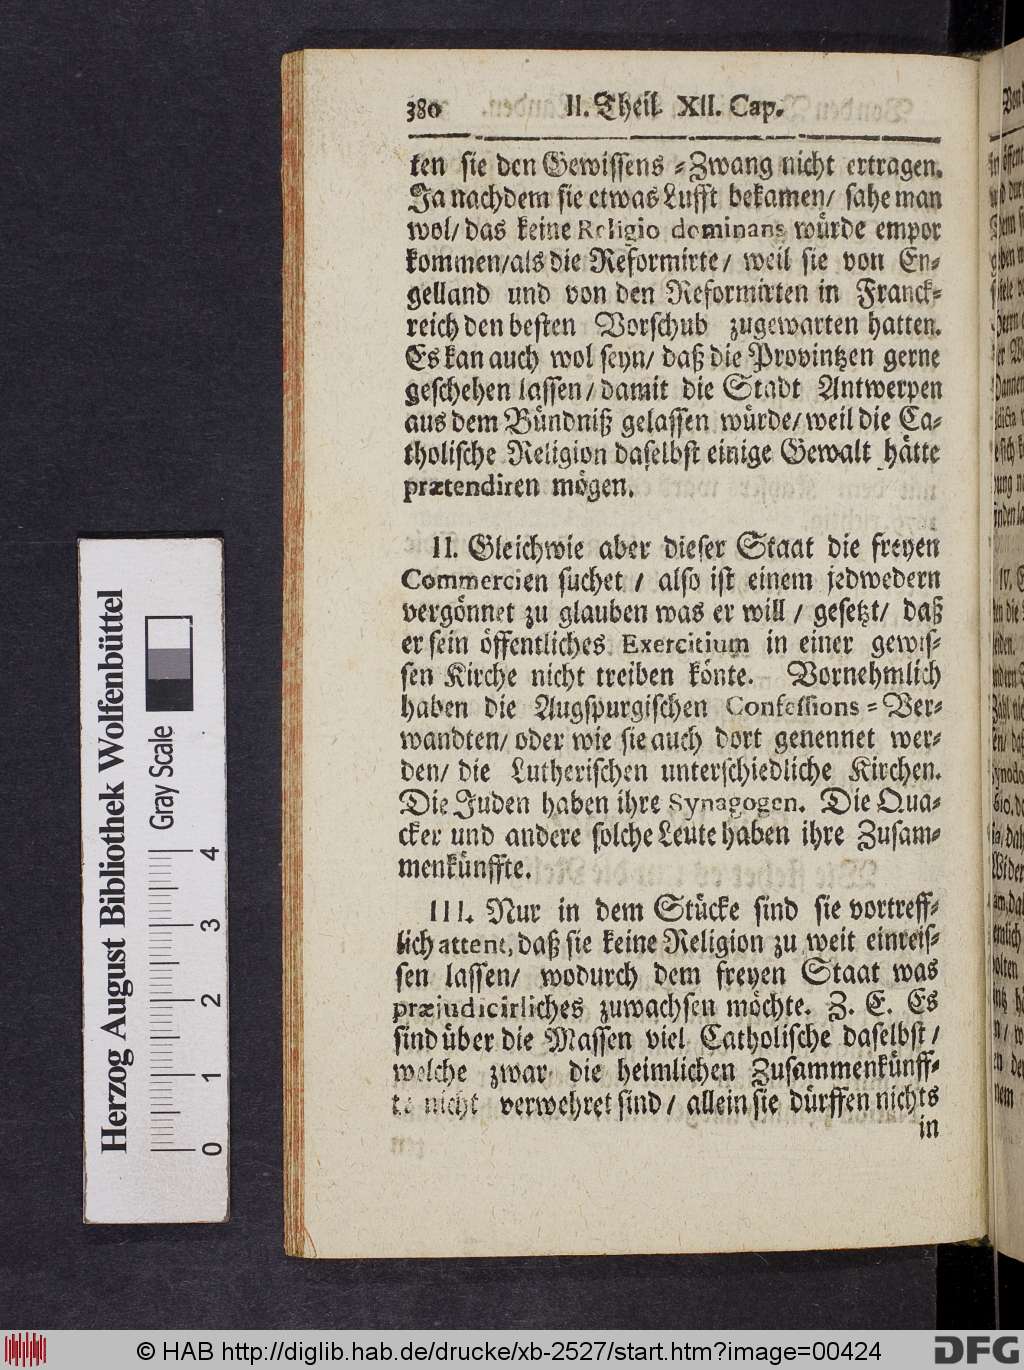 380 II. Theil. XII. Cap.
ten sie den Gewissens-Zwang nicht ertragen.
Ja nachdem sie etwas Lufft bekamen/ sahe man
wol/ das keine Religio dominans würde empor
kommen/als die Reformirte/ weil sie von En-
gelland und von den Reformirten in Franck-
reich den besten Vorschub zugewarten hatten.
Es kan auch wol seyn/ daß die Provintzen gerne
geschehen lassen/ damit die Stadt Antwerpen
aus dem Bündniß gelassen würde/ weil die Ca-
tholische Religion daselbst einige Gewalt hätte
prætendiren mögen.
II. Gleichwie aber dieser Staat die freyen
Commercien suchet / also ist einem jedwedern
vergönnet zu glauben was er will / gesetzt/ daß
er sein öffentliches Exercitium in einer gewis-
sen Kirche nicht treiben könte. Vornehmlich
haben die Augspurgischen Confessions-Ver-
wandten/ oder wie sie auch dort genennet wer-
den/ die Lutherischen unterschiedliche Kirchen.
Die Juden haben ihre Synagogen. Die Qua-
cker und andere solche Leute haben ihre Zusam-
menkünffte.
III. Nur in dem Stücke sind sie vortreff-
lich attent, daß sie keine Religion zu weit einreis-
sen lassen/ wodurch dem freyen Staat was
præjudicirliches zuwachsen möchte. Z. E. Es
sind über die Massen viel Catholische daselbst/
welche zwar die heimlichen Zusammenkünff-
te nicht verwehret sind/ allein sie dürffen nichts
in
Herzog August Bibliothek Wolfenbüttel
Gray Scale
0 1 2 3 4
© HAB http://diglib.hab.de/drucke/xb-2527/start.htm?image=00424
DFG